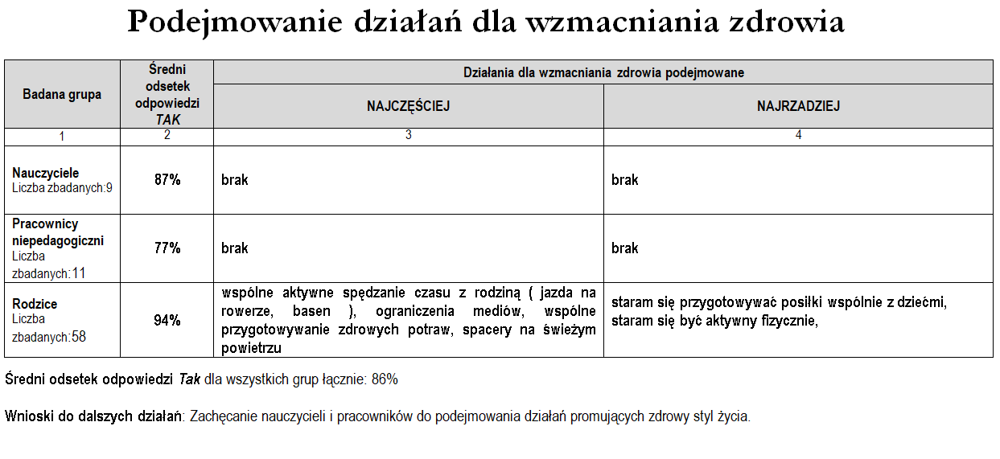 Podejmowanie działań dla wzmacniania zdrowia
Badana grupa
Średni
odsetek
odpowiedzi
TAK
Działania dla wzmacniania zdrowia podejmowane
NAJCZĘŚCIEJ
NAJRZADZIEJ
1
2
3
4
Nauczyciele
Liczba zbadanych:9
87%
brak
brak
Pracownicy
niepedagogiczni
Liczba
zbadanych:11
77%
brak
brak
Rodzice
Liczba
zbadanych:58
94%
wspólne aktywne spędzanie czasu z rodziną ( jazda na
rowerze, basen ), ograniczenia mediów, wspólne
przygotowywanie zdrowych potraw, spacery na świeżym
powietrzu
staram się przygotowywać posiłki wspólnie z dziećmi,
staram się być aktywny fizycznie,
Średni odsetek odpowiedzi Tak dla wszystkich grup łącznie: 86%
Wnioski do dalszych działań: Zachęcanie nauczycieli i pracowników do podejmowania działań promujących zdrowy styl życia.